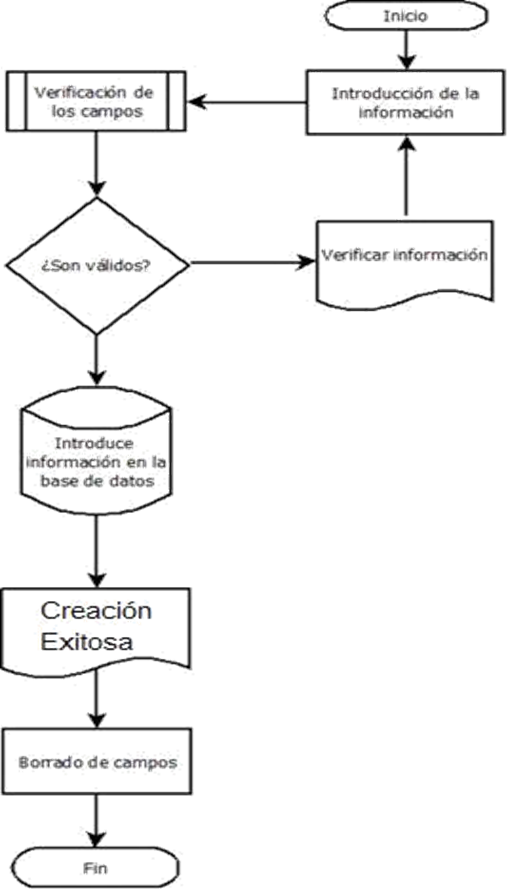 Inicio
Introducción de la
información
Verificación de
los campos
¿Son válidos?
Verificar información
Introduce
información en la
base de datos
Creación
Exitosa
Borrado de campos
Fin